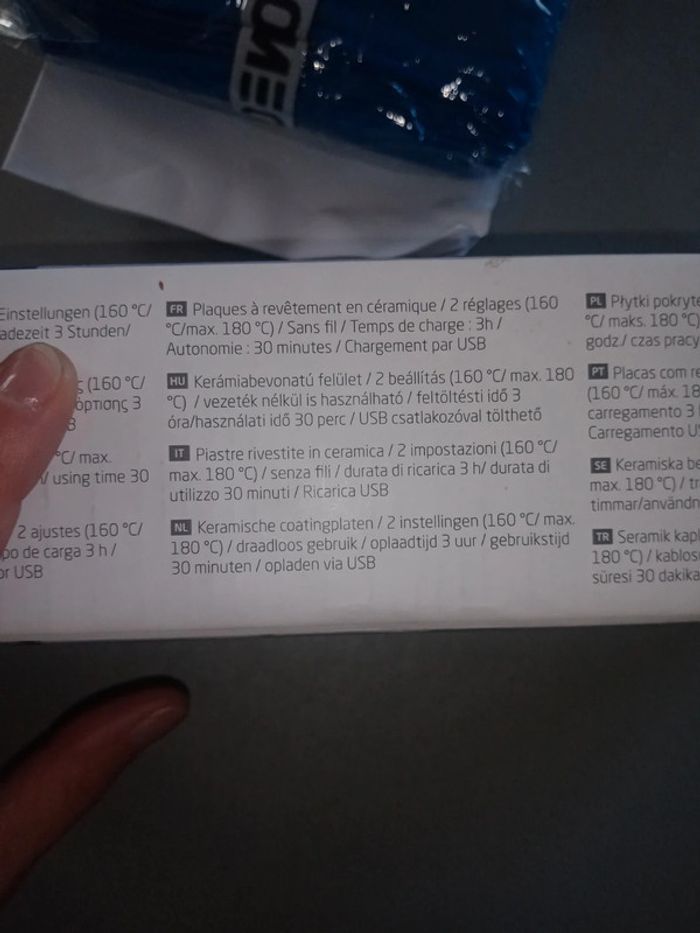 Einstellungen (160 °C/
adezeit 3 Stunden/
(160 °C/
όρτισης 3
B
°C/ max.
/ using time 30
2 ajustes (160 °C/
po de carga 3 h /
or USB
FR Plaques à revêtement en céramique / 2 réglages (160
°C/max. 180 °C) / Sans fil / Temps de charge : 3h /
Autonomie : 30 minutes / Chargement par USB
HU Kerámiabevonatú felület / 2 beállítás (160 °C/ max. 180
°C) / vezeték nélkül is használható / feltöltési idő 3
óra/használati idő 30 perc / USB csatlakozóval tölthető
IT Piastre rivestite in ceramica / 2 impostazioni (160 °C/
max. 180 °C) / senza fili / durata di ricarica 3 h/ durata di
utilizzo 30 minuti / Ricarica USB
NL Keramische coatingplaten / 2 instellingen (160 °C/ max.
180 °C) / draadloos gebruik / oplaadtijd 3 uur / gebruikstijd
30 minuten / opladen via USB
PL Płytki pokryte
°C/ maks. 180 °C)
godz./ czas pracy
PT Placas com re
(160 °C/ máx. 18
carregamento 3
Carregamento U
SE Keramiska be
max. 180 °C) / tr
timmar/användn
TR Seramik kapl
180 °C) / kablos
süresi 30 dakika